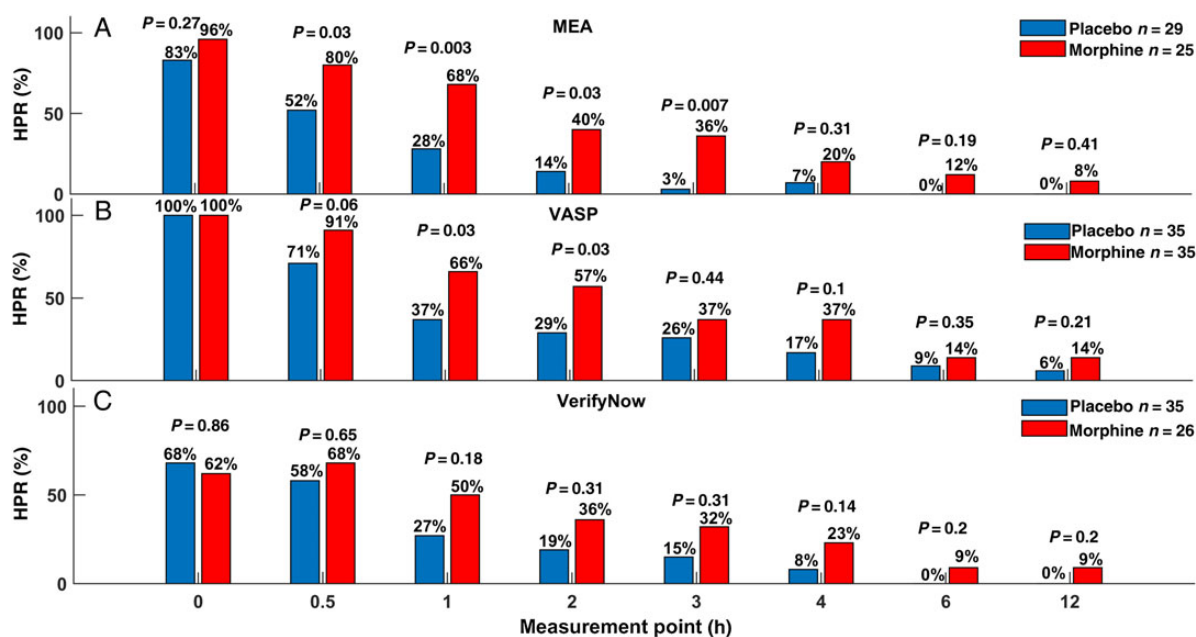 A
MEA
Placebo n = 29
Morphine n = 25
HPR (%)
100
50
0
P = 0.27
83%
96%
P = 0.03
52%
80%
P = 0.003
28%
68%
P = 0.03
14%
40%
P = 0.007
3%
36%
P = 0.31
7%
20%
P = 0.19
0%
12%
P = 0.41
0%
8%
B
VASP
Placebo n = 35
Morphine n = 35
HPR (%)
100
50
0
100%
100%
P = 0.06
71%
91%
P = 0.03
37%
66%
P = 0.03
29%
57%
P = 0.44
26%
37%
P = 0.1
17%
37%
P = 0.35
9%
14%
P = 0.21
6%
14%
C
VerifyNow
Placebo n = 35
Morphine n = 26
HPR (%)
100
50
0
P = 0.86
68%
62%
P = 0.65
58%
68%
P = 0.18
27%
50%
P = 0.31
19%
36%
P = 0.31
15%
32%
P = 0.14
8%
23%
P = 0.2
0%
9%
P = 0.2
0%
9%
0 0.5 1 2 3 4 6 12
Measurement point (h)